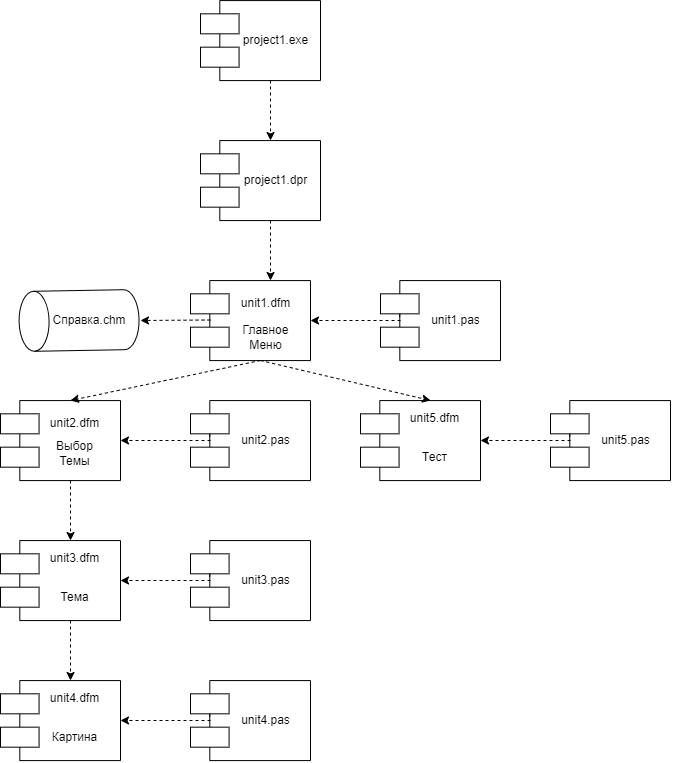 project1.exe
project1.dpr
Справка.chm
unit1.dfm
Главное
Меню
unit1.pas
unit2.dfm
Выбор
Темы
unit2.pas
unit5.dfm
Тест
unit5.pas
unit3.dfm
Тема
unit3.pas
unit4.dfm
Картина
unit4.pas